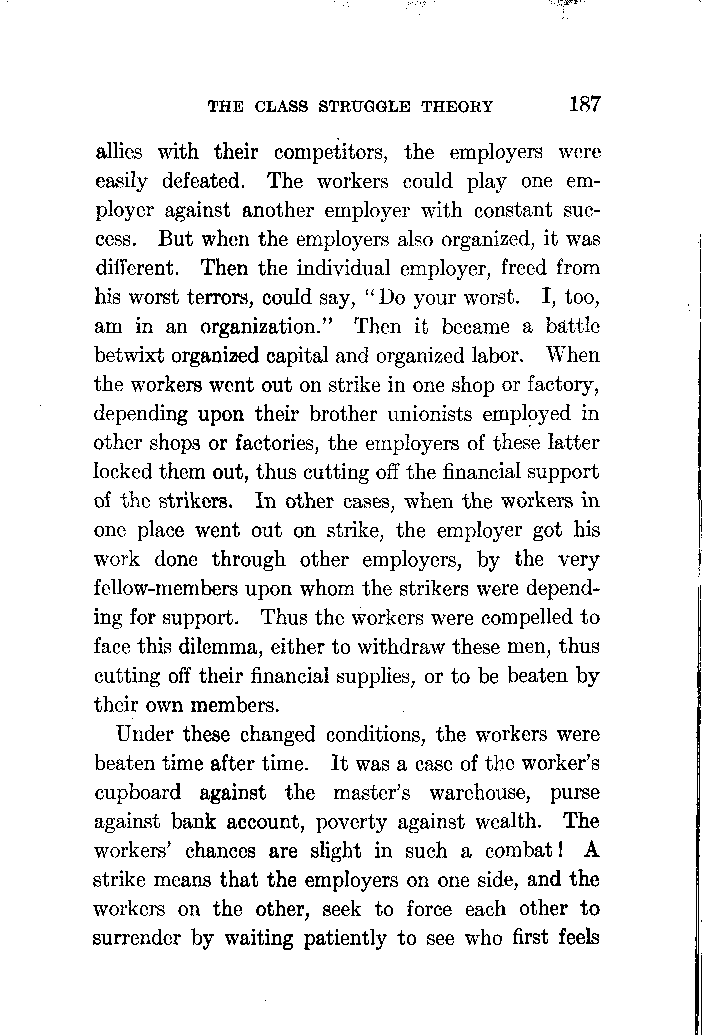 THE CLASS STRUGGLE THEORY 187
allies with their competitors, the employers were
easily defeated. The workers could play one em-
ployer against another employer with constant suc-
cess. But when the employers also organized, it was
different. Then the individual employer, freed from
his worst terrors, could say, “Do your worst. I, too,
am in an organization.” Then it became a battle
betwixt organized capital and organized labor. When
the workers went out on strike in one shop or factory,
depending upon their brother unionists employed in
other shops or factories, the employers of these latter
locked them out, thus cutting off the financial support
of the strikers. In other cases, when the workers in
one place went out on strike, the employer got his
work done through other employers, by the very
fellow-members upon whom the strikers were depend-
ing for support. Thus the workers were compelled to
face this dilemma, either to withdraw these men, thus
cutting off their financial supplies, or to be beaten by
their own members.
Under these changed conditions, the workers were
beaten time after time. It was a case of the worker’s
cupboard against the master’s warehouse, purse
against bank account, poverty against wealth. The
workers’ chances are slight in such a combat! A
strike means that the employers on one side, and the
workers on the other, seek to force each other to
surrender by waiting patiently to see who first feels